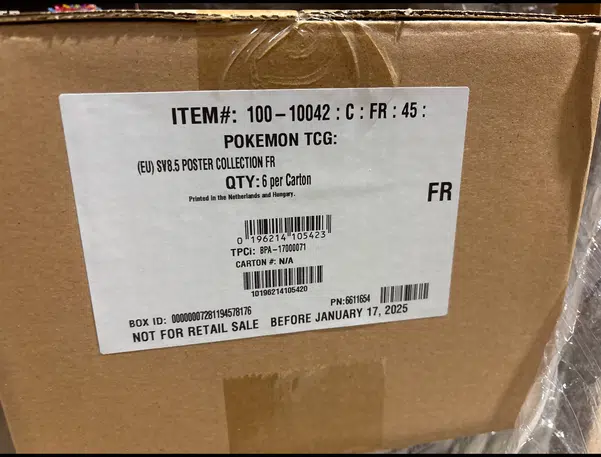 ITEM#: 100-10042 : C : FR : 45 :
POKEMON TCG:
(EU) SV8.5 POSTER COLLECTION FR
QTY: 6 per Carton
Printed in the Netherlands and Hungary.
FR
0 196214 105423
TPCi: BPA-17000071
CARTON #: N/A
10196214105420
PN:6611654
BOX ID: 00000007281194578176
NOT FOR RETAIL SALE BEFORE JANUARY 17, 2025